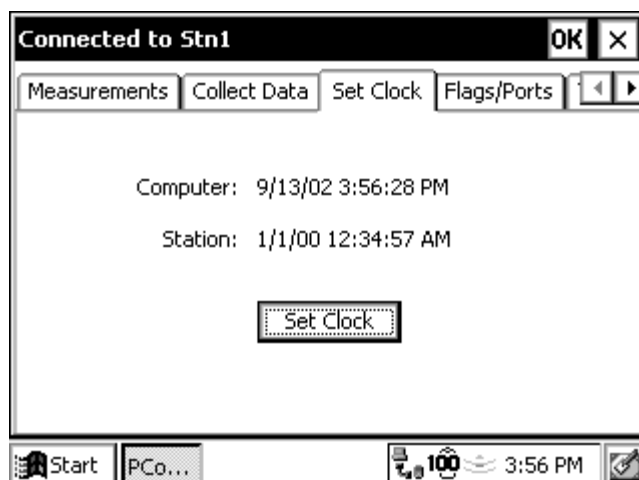 Connected to Stn1 OK ×
Measurements Collect Data Set Clock Flags/Ports
Computer: 9/13/02 3:56:28 PM
Station: 1/1/00 12:34:57 AM
Set Clock
Start PCo... 100 3:56 PM